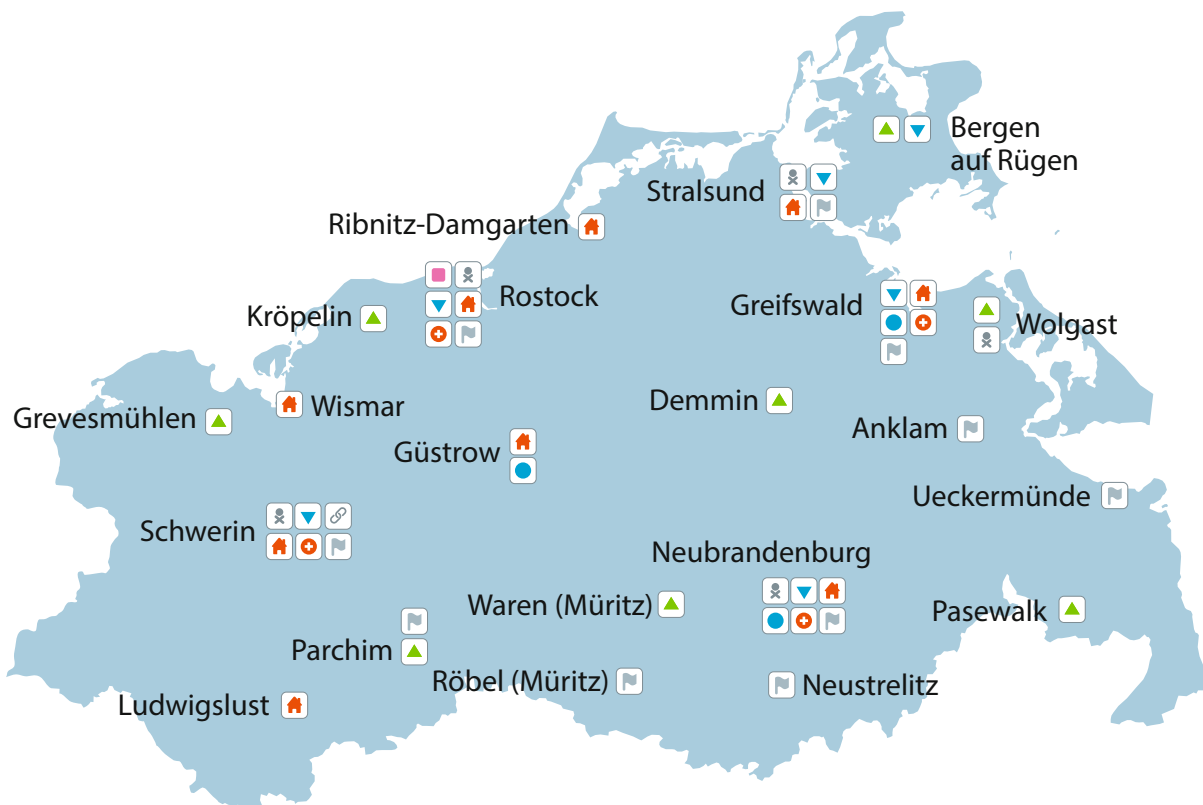 Bergen
auf Rügen
Stralsund
Ribnitz-Damgarten
Rostock
Greifswald
Kröpelin
Wolgast
Demmin
Wismar
Grevesmühlen
Anklam
Güstrow
Ueckermünde
Schwerin
Neubrandenburg
Waren (Müritz)
Pasewalk
Parchim
Röbel (Müritz)
Neustrelitz
Ludwigslust